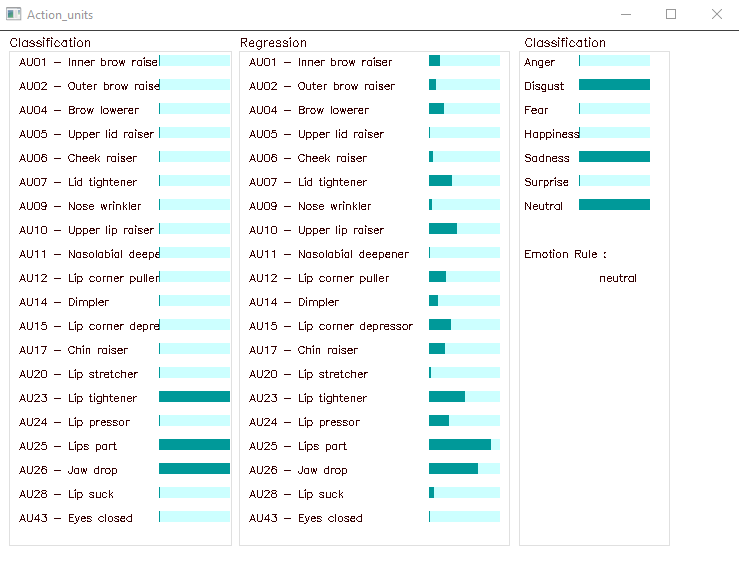 Action_units
Classification
AU01 - Inner brow raise
AU02 - Outer brow raise
AU04 - Brow lowerer
AU05 - Upper lid raiser
AU06 - Cheek raiser
AU07 - Lid tightener
AU09 - Nose wrinkler
AU10 - Upper lip raiser
AU11 - Nasolabial deepe
AU12 - Lip corner puller
AU14 - Dimpler
AU15 - Lip corner depre
AU17 - Chin raiser
AU20 - Lip stretcher
AU23 - Lip tightener
AU24 - Lip pressor
AU25 - Lips part
AU26 - Jaw drop
AU28 - Lip suck
AU43 - Eyes closed
Regression
AU01 - Inner brow raiser
AU02 - Outer brow raiser
AU04 - Brow lowerer
AU05 - Upper lid raiser
AU06 - Cheek raiser
AU07 - Lid tightener
AU09 - Nose wrinkler
AU10 - Upper lip raiser
AU11 - Nasolabial deepener
AU12 - Lip corner puller
AU14 - Dimpler
AU15 - Lip corner depressor
AU17 - Chin raiser
AU20 - Lip stretcher
AU23 - Lip tightener
AU24 - Lip pressor
AU25 - Lips part
AU26 - Jaw drop
AU28 - Lip suck
AU43 - Eyes closed
Classification
Anger
Disgust
Fear
Happiness
Sadness
Surprise
Neutral
Emotion Rule :
neutral